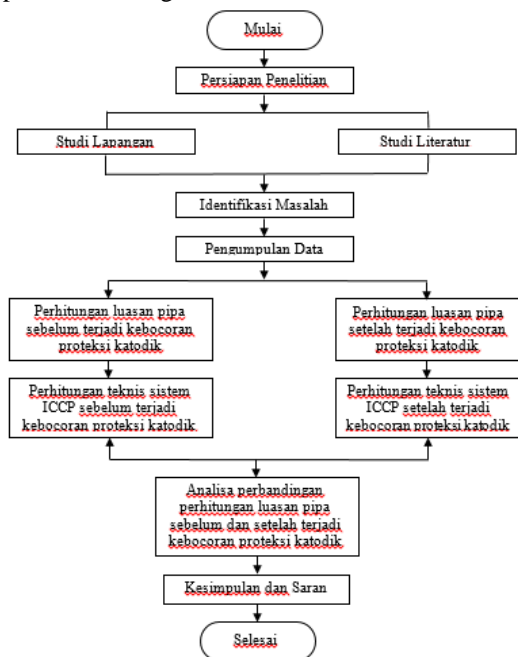 Mulai
Persiapan Penelitian
Studi Lapangan
Studi Literatur
Identifikasi Masalah
Pengumpulan Data
Perhitungan luasan pipa
sebelum terjadi kebocoran
proteksi katodik
Perhitungan luasan pipa
setelah terjadi kebocoran
proteksi katodik
Perhitungan teknis sistem
ICCP sebelum terjadi
kebocoran proteksi katodik
Perhitungan teknis sistem
ICCP setelah terjadi
kebocoran proteksi katodik
Analisa perbandingan
perhitungan luasan pipa
sebelum dan setelah terjadi
kebocoran proteksi katodik
Kesimpulan dan Saran
Selesai